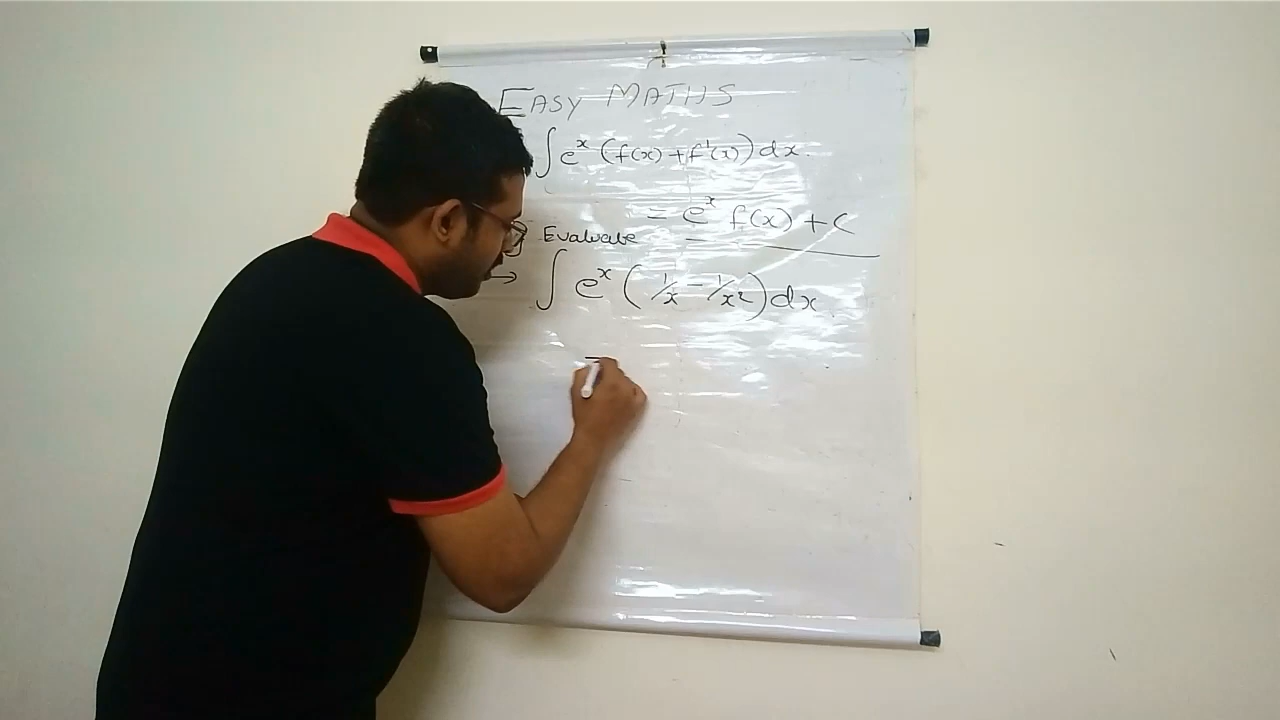 EASY MATHS
∫ e^x (f(x) + f'(x)) dx.
= e^x f(x) + C
Evaluate
→ ∫ e^x (1/x - 1/x²) dx.